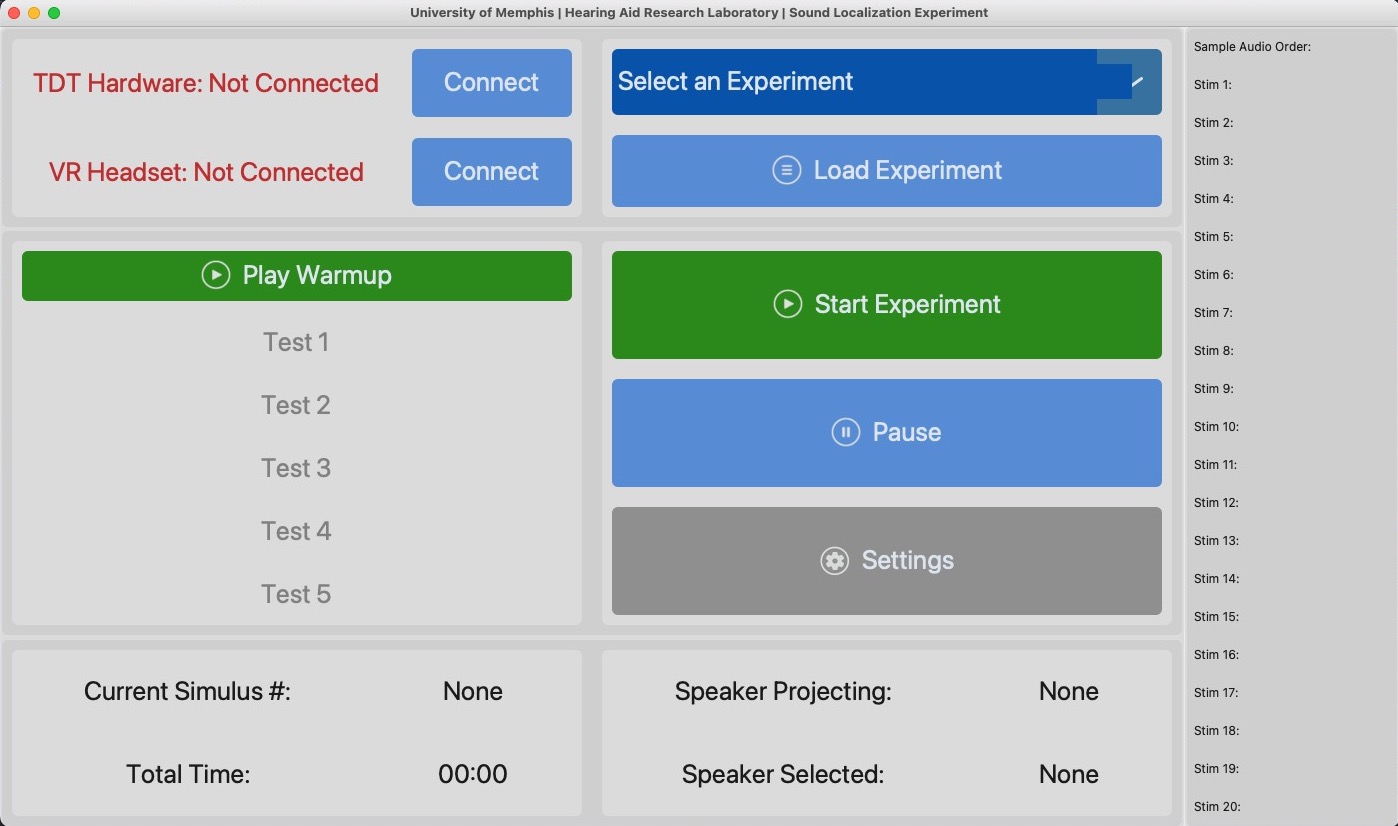 University of Memphis | Hearing Aid Research Laboratory | Sound Localization Experiment
TDT Hardware: Not Connected
Connect
VR Headset: Not Connected
Connect
Select an Experiment
Load Experiment
Play Warmup
Test 1
Test 2
Test 3
Test 4
Test 5
Start Experiment
Pause
Settings
Current Simulus #:
None
Total Time:
00:00
Speaker Projecting:
None
Speaker Selected:
None
Sample Audio Order:
Stim 1:
Stim 2:
Stim 3:
Stim 4:
Stim 5:
Stim 6:
Stim 7:
Stim 8:
Stim 9:
Stim 10:
Stim 11:
Stim 12:
Stim 13:
Stim 14:
Stim 15:
Stim 16:
Stim 17:
Stim 18:
Stim 19:
Stim 20: